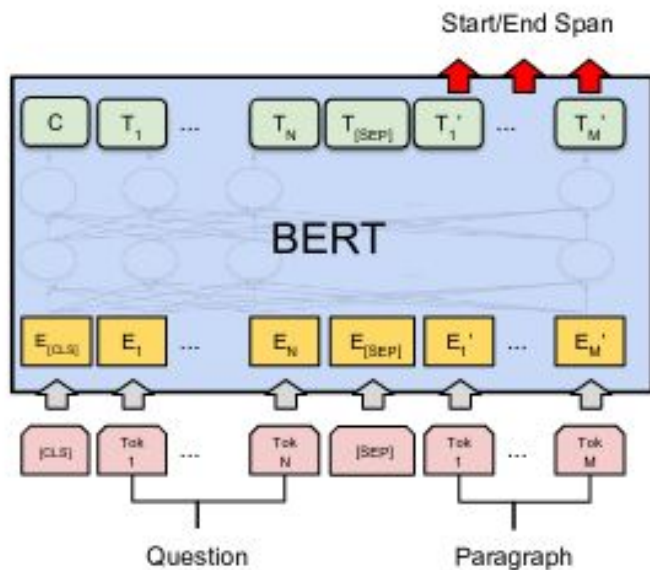 Start/End Span
C T1 ... TN T[SEP] T1' ... TM'
BERT
E[CLS] E1 ... EN E[SEP] E1' ... EM'
[CLS] Tok 1 ... Tok N [SEP] Tok 1 ... Tok M
Question Paragraph